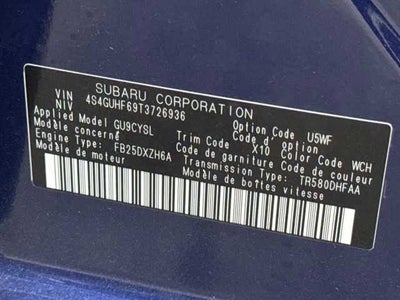 SUBARU CORPORATION
VIN 4S4GUHF69T3726936
NIV
Applied Model GU9CYSL Option Code U5WF
Modèle concerné Code d'option
Engine Type FB25DXZH6A Trim Code X10 Color Code WCH
Modèle de moteur Code de garniture Code de couleur
Transmission Type: TR580DHFAA
Modèle de boîtes vitesse